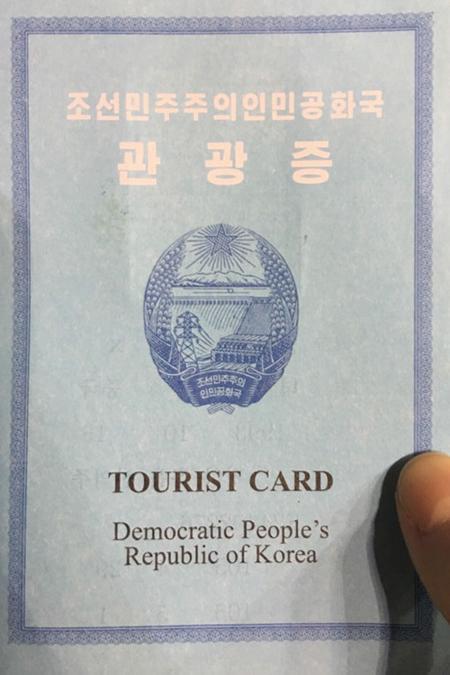 조선민주주의인민공화국
관 광 증
조선민주주의
인민공화국
TOURIST CARD
Democratic People's
Republic of Korea